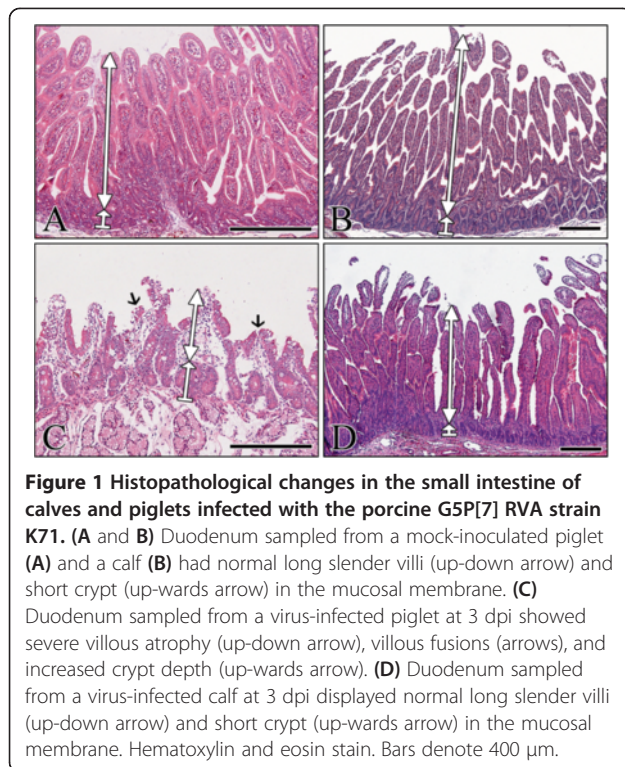 A
B
C
D
Figure 1 Histopathological changes in the small intestine of
calves and piglets infected with the porcine G5P[7] RVA strain
K71. (A and B) Duodenum sampled from a mock-inoculated piglet
(A) and a calf (B) had normal long slender villi (up-down arrow) and
short crypt (up-wards arrow) in the mucosal membrane. (C)
Duodenum sampled from a virus-infected piglet at 3 dpi showed
severe villous atrophy (up-down arrow), villous fusions (arrows), and
increased crypt depth (up-wards arrow). (D) Duodenum sampled
from a virus-infected calf at 3 dpi displayed normal long slender villi
(up-down arrow) and short crypt (up-wards arrow) in the mucosal
membrane. Hematoxylin and eosin stain. Bars denote 400 μm.